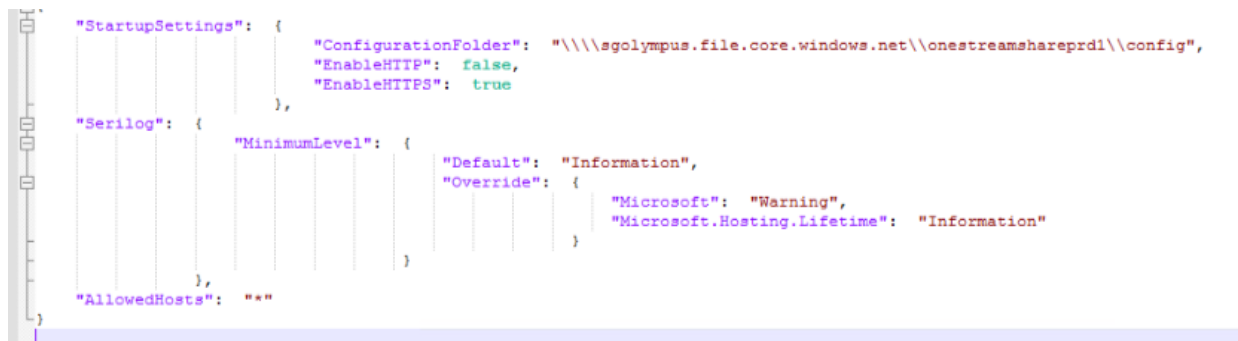 "StartupSettings": {
"ConfigurationFolder": "\\\\sgolympus.file.core.windows.net\\onestreamshareprd1\\config",
"EnableHTTP": false,
"EnableHTTPS": true
},
"Serilog": {
"MinimumLevel": {
"Default": "Information",
"Override": {
"Microsoft": "Warning",
"Microsoft.Hosting.Lifetime": "Information"
}
}
},
"AllowedHosts": "*"
}